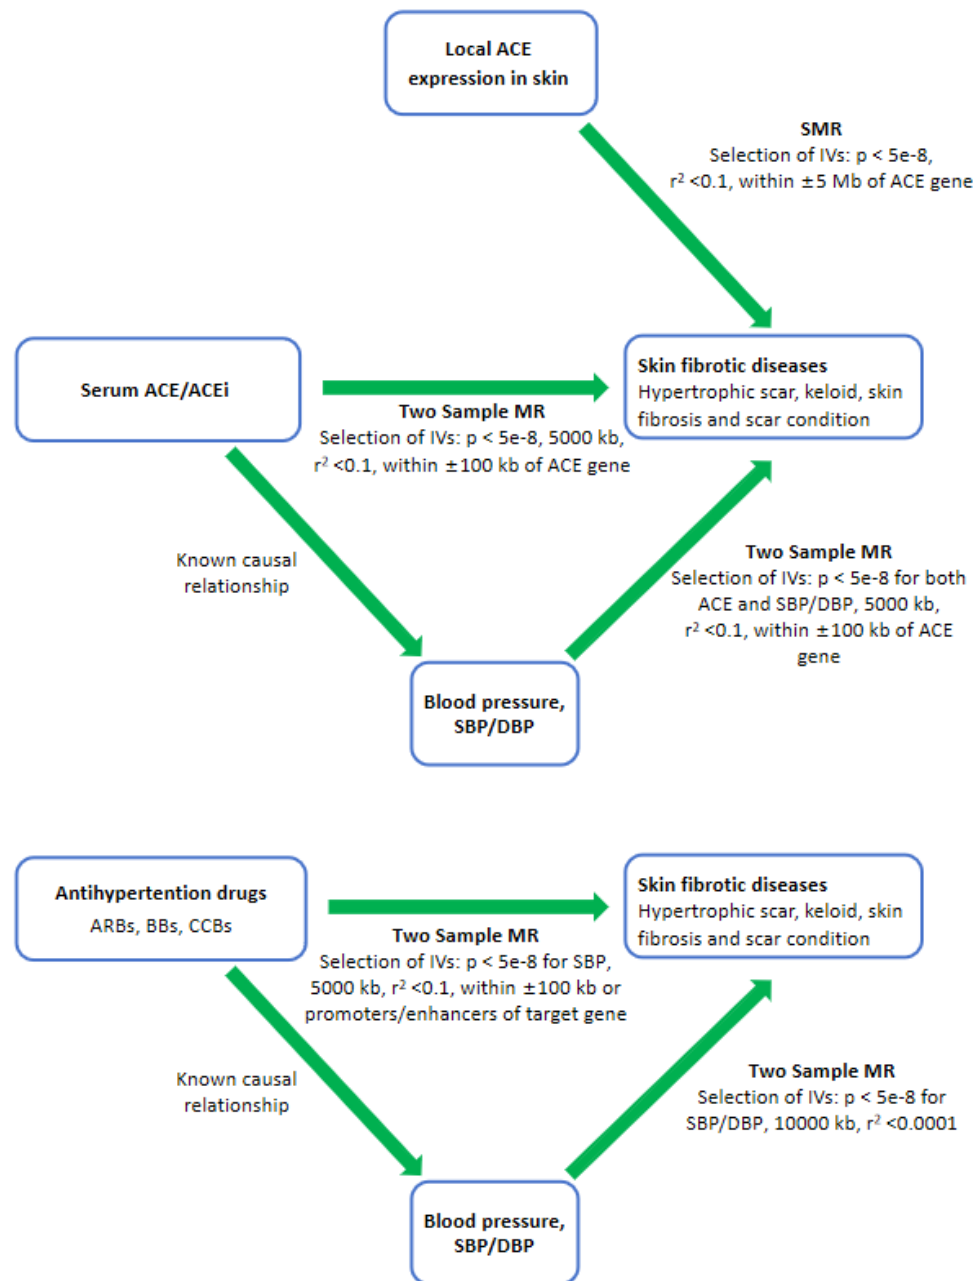 Local ACE
expression in skin
SMR
Selection of IVs: p < 5e-8,
r² <0.1, within ±5 Mb of ACE gene
Serum ACE/ACEi
Two Sample MR
Selection of IVs: p < 5e-8, 5000 kb,
r² <0.1, within ±100 kb of ACE gene
Skin fibrotic diseases
Hypertrophic scar, keloid, skin
fibrosis and scar condition
Known causal
relationship
Two Sample MR
Selection of IVs: p < 5e-8 for both
ACE and SBP/DBP, 5000 kb,
r² <0.1, within ±100 kb of ACE
gene
Blood pressure,
SBP/DBP
Antihypertention drugs
ARBs, BBs, CCBs
Two Sample MR
Selection of IVs: p < 5e-8 for SBP,
5000 kb, r² <0.1, within ±100 kb or
promoters/enhancers of target gene
Skin fibrotic diseases
Hypertrophic scar, keloid, skin
fibrosis and scar condition
Known causal
relationship
Two Sample MR
Selection of IVs: p < 5e-8 for
SBP/DBP, 10000 kb, r² <0.0001
Blood pressure,
SBP/DBP